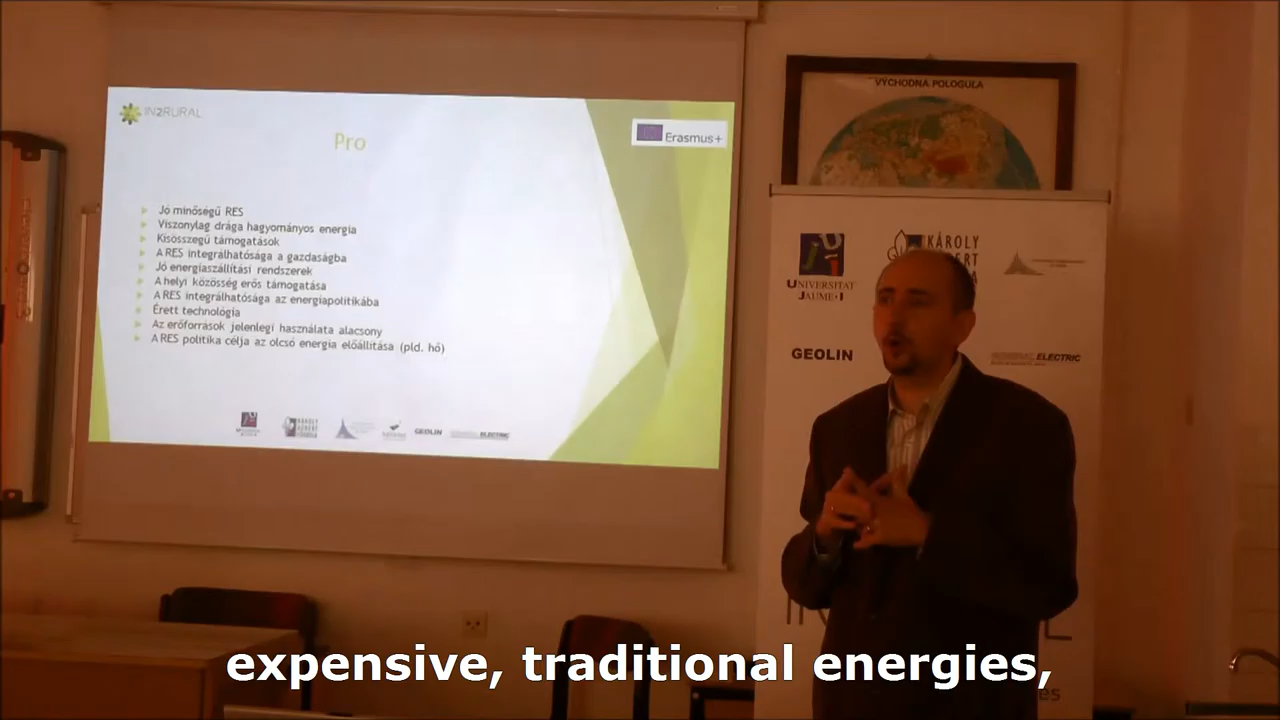 IN2RURAL
Erasmus+
Pro
Jó minőségű RES
Viszonylag drága hagyományos energia
Kisösszegű támogatások
A RES integrálhatósága a gazdaságba
Jó energiaszállítási rendszerek
A helyi közösség erős támogatása
A RES integrálhatósága az energiapolitikába
Érett technológia
Az erőforrások jelenlegi használata alacsony
A RES politika célja az olcsó energia előállítása (pld. hő)
GEOLIN
ELECTRIC
VÝCHODNÁ POLOGUĽA
UNIVERSITAT
JAUME·I
KÁROLY
GEOLIN
GENERAL ELECTRIC
expensive, traditional energies,